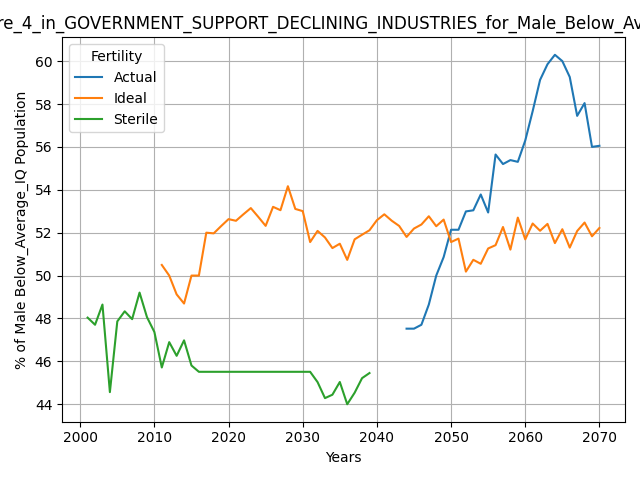 re_4_in_GOVERNMENT_SUPPORT_DECLINING_INDUSTRIES_for_Male_Below_Av
Fertility
Actual
Ideal
Sterile
% of Male Below_Average_IQ Population
60
58
56
54
52
50
48
46
44
2000 2010 2020 2030 2040 2050 2060 2070
Years